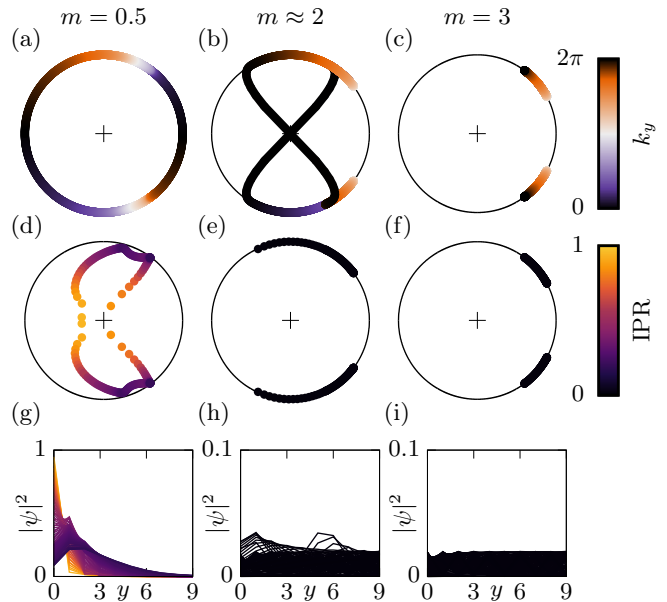 m = 0.5 m ≈ 2 m = 3
(a) (b) (c)
2π
k_y
0
(d) (e) (f)
1
IPR
0
(g) (h) (i)
1 0.1 0.1
|ψ|² |ψ|² |ψ|²
0 0 0
0 3 y 6 9 0 3 y 6 9 0 3 y 6 9